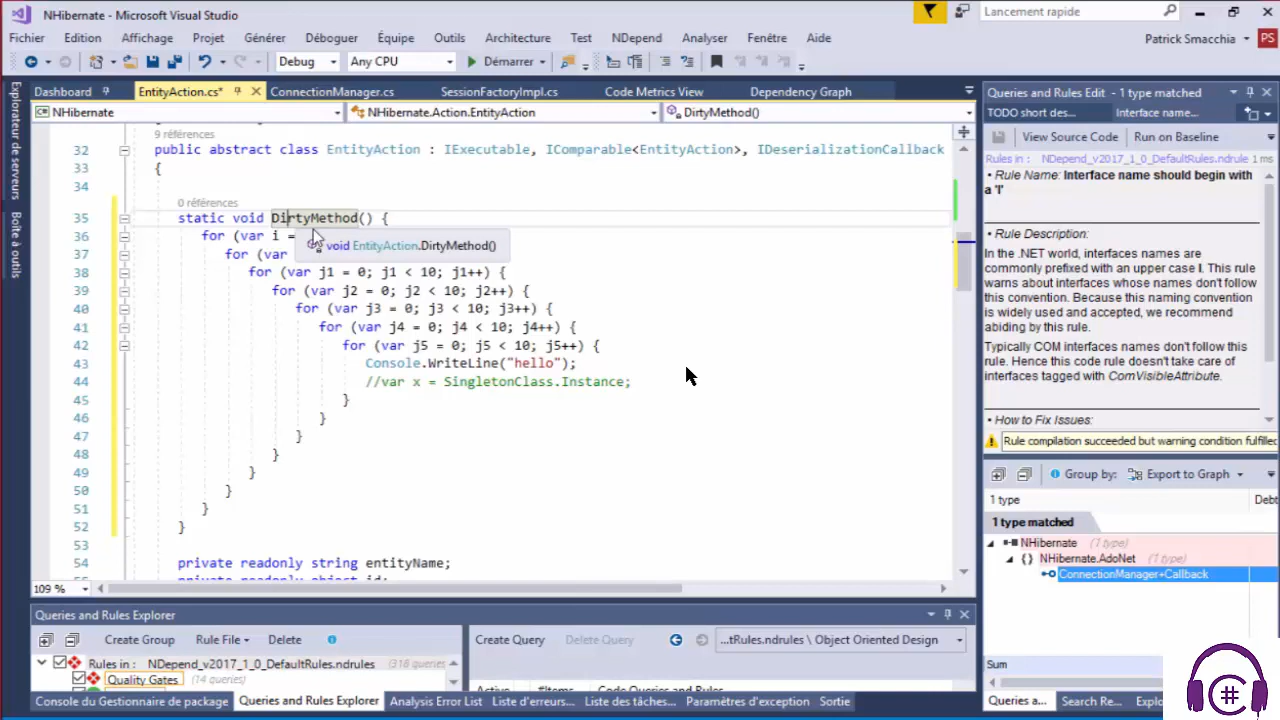 NHibernate - Microsoft Visual Studio
Lancement rapide
Fichier Edition Affichage Projet Générer Déboguer Équipe Outils Architecture Test NDepend Analyser Fenêtre Aide
Patrick Smacchia PS
Debug Any CPU Démarrer
Explorateur de serveurs
Boîte à outils
Dashboard EntityAction.cs* ConnectionManager.cs SessionFactoryImpl.cs Code Metrics View Dependency Graph
NHibernate NHibernate.Action.EntityAction DirtyMethod()
9 références
32 public abstract class EntityAction : IExecutable, IComparable<EntityAction>, IDeserializationCallback
33 {
34
0 références
35 static void DirtyMethod() {
36 for (var i =
void EntityAction.DirtyMethod()
37 for (var
38 for (var j1 = 0; j1 < 10; j1++) {
39 for (var j2 = 0; j2 < 10; j2++) {
40 for (var j3 = 0; j3 < 10; j3++) {
41 for (var j4 = 0; j4 < 10; j4++) {
42 for (var j5 = 0; j5 < 10; j5++) {
43 Console.WriteLine("hello");
44 //var x = SingletonClass.Instance;
45 }
46 }
47 }
48 }
49 }
50 }
51 }
52 }
53
54 private readonly string entityName;
private readonly object id;
109 %
Queries and Rules Edit - 1 type matched
TODO short des... Interface name...
View Source Code Run on Baseline
Rules in : NDepend_v2017_1_0_DefaultRules.ndrule 1 ms
• Rule Name: Interface name should begin with
a 'I'
• Rule Description:
In the .NET world, interfaces names are
commonly prefixed with an upper case I. This rule
warns about interfaces whose names don't follow
this convention. Because this naming convention
is widely used and accepted, we recommend
abiding by this rule.
Typically COM interfaces names don't follow this
rule. Hence this code rule doesn't take care of
interfaces tagged with ComVisibleAttribute.
• How to Fix Issues:
Rule compilation succeeded but warning condition fulfilled
Group by: Export to Graph
1 type Debt
1 type matched
NHibernate (1 type)
{} NHibernate.AdoNet (1 type)
ConnectionManager+Callback
Sum
Queries a... Search Re... Explo
Queries and Rules Explorer
Create Group Rule File Delete
Rules in : NDepend_v2017_1_0_DefaultRules.ndrules (318 queries
Quality Gates (14 queries)
Create Query Delete Query ...tRules.ndrules \ Object Oriented Design
Active #Items Code Queries and Rules
Console du Gestionnaire de package Queries and Rules Explorer Analysis Error List Liste d'erreurs... Liste des tâches... Paramètres d'exception Sortie
C#